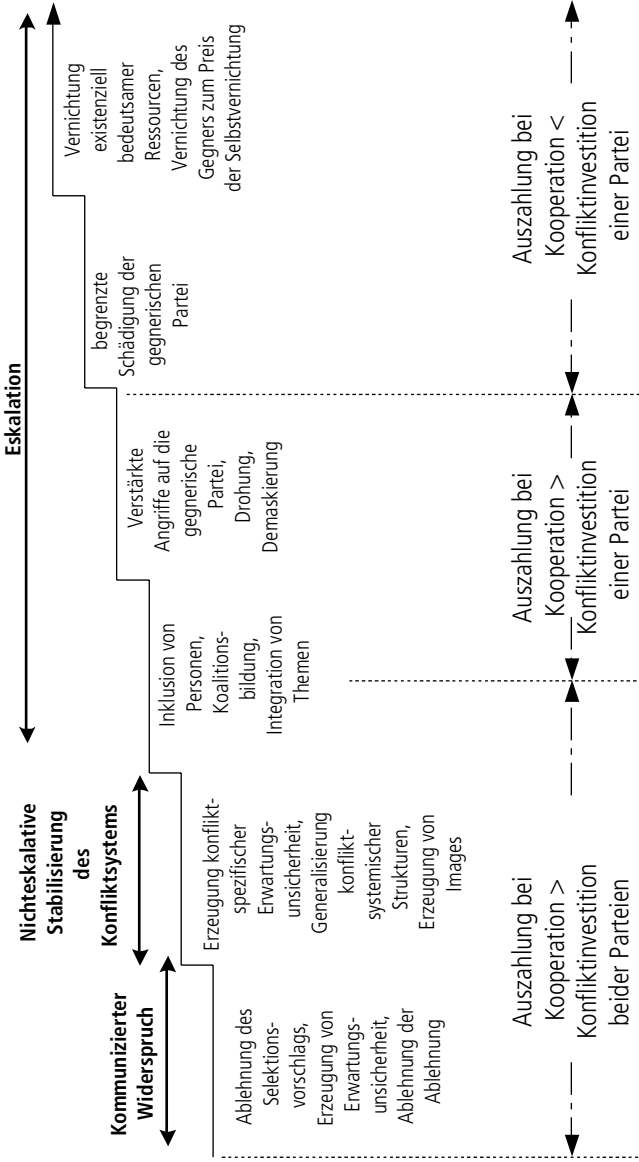 Eskalation
Nichteskalative
Stabilisierung
des
Konfliktsystems
Kommunizierter
Widerspruch
Ablehnung des
Selektions-
vorschlags,
Erzeugung von
Erwartungs-
unsicherheit,
Ablehnung der
Ablehnung
Erzeugung konflikt-
spezifischer
Erwartungs-
unsicherheit,
Generalisierung
konflikt-
systemischer
Strukturen,
Erzeugung von
Images
Inklusion von
Personen,
Koalitions-
bildung,
Integration von
Themen
Verstärkte
Angriffe auf die
gegnerische
Partei,
Drohung,
Demaskierung
begrenzte
Schädigung der
gegnerischen
Partei
Vernichtung
existenziell
bedeutsamer
Ressourcen,
Vernichtung des
Gegners zum Preis
der Selbstvernichtung
Auszahlung bei
Kooperation >
Konfliktinvestition
beider Parteien
Auszahlung bei
Kooperation >
Konfliktinvestition
einer Partei
Auszahlung bei
Kooperation <
Konfliktinvestition
einer Partei